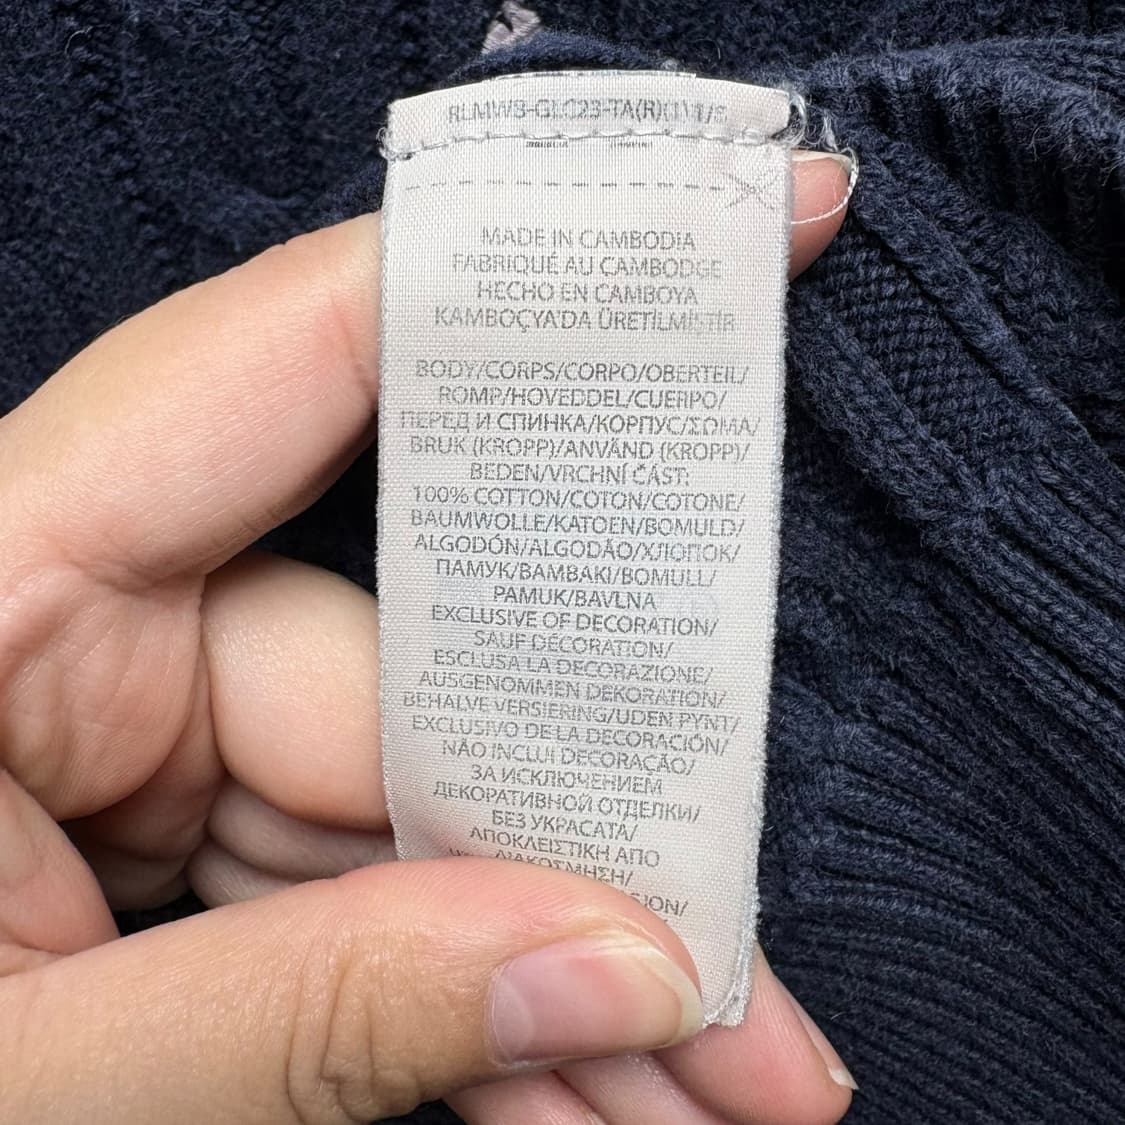 RLMWB-GLC23-TA(R)(1)1/8
MADE IN CAMBODIA
FABRIQUÉ AU CAMBODGE
HECHO EN CAMBOYA
KAMBOÇYA'DA ÜRETİLMİŞTİR
BODY/CORPS/CORPO/OBERTEIL/
ROMP/HOVEDDEL/CUERPO/
ПЕРЕД И СПИНКА/КОРПУС/ΣΩΜΑ/
BRUK (KROPP)/ANVÄND (KROPP)/
BEDEN/VRCHNÍ ČÁST:
100% COTTON/COTON/COTONE/
BAUMWOLLE/KATOEN/BOMULD/
ALGODÓN/ALGODÃO/ХЛОПОК/
ПАМУК/ΒΑΜΒΑΚΙ/BOMULL/
PAMUK/BAVLNA
EXCLUSIVE OF DECORATION/
SAUF DÉCORATION/
ESCLUSA LA DECORAZIONE/
AUSGENOMMEN DEKORATION/
BEHALVE VERSIERING/UDEN PYNT/
EXCLUSIVO DE LA DECORACIÓN/
NÃO INCLUI DECORAÇÃO/
ЗА ИСКЛЮЧЕНИЕМ
ДЕКОРАТИВНОЙ ОТДЕЛКИ/
БЕЗ УКРАСАТА/
ΑΠΟΚΛΕΙΣΤΙΚΗ ΑΠΟ
ΔΙΑΚΟΣΜΗΣΗ/